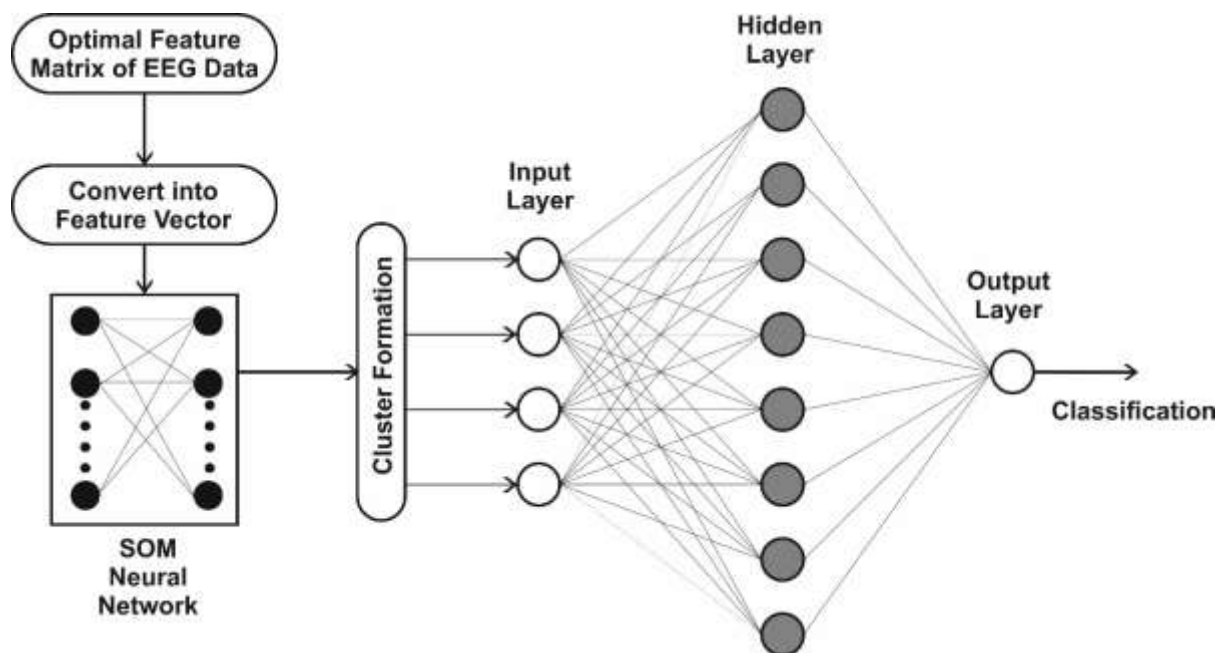 Optimal Feature
Matrix of EEG Data
Convert into
Feature Vector
SOM
Neural
Network
Cluster Formation
Input
Layer
Hidden
Layer
Output
Layer
Classification